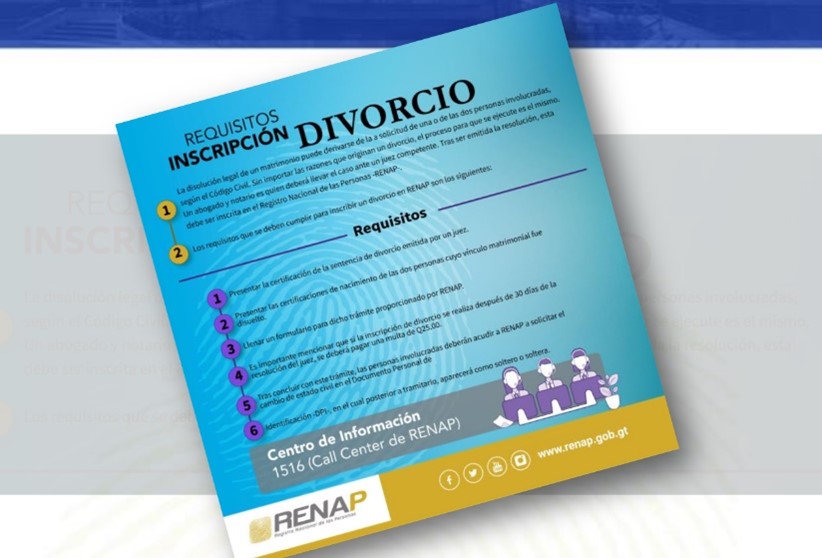 REQUISITOS
INSCRIPCIÓN DIVORCIO
1
La disolución legal de un matrimonio puede derivarse de la a solicitud de una o de las dos personas involucradas,
según el Código Civil. Sin importar las razones que originan un divorcio, el proceso para que se ejecute es el mismo.
Un abogado y notario es quien deberá llevar el caso ante un juez competente. Tras ser emitida la resolución, esta
debe ser inscrita en el Registro Nacional de las Personas -RENAP-.
2
Los requisitos que se deben cumplir para inscribir un divorcio en RENAP son los siguientes:
Requisitos
1
Presentar la certificación de la sentencia de divorcio emitida por un juez.
2
Presentar las certificaciones de nacimiento de las dos personas cuyo vínculo matrimonial fue
disuelto.
3
Llenar un formulario para dicho trámite proporcionado por RENAP.
4
Es importante mencionar que si la inscripción de divorcio se realiza después de 30 días de la
resolución del juez, se deberá pagar una multa de Q25.00.
5
Tras concluir con este trámite, las personas involucradas deberán acudir a RENAP a solicitar el
cambio de estado civil en el Documento Personal de
6
Identificación -DPI-, en el cual posterior a tramitarlo, aparecerá como soltero o soltera.
Centro de Información
1516 (Call Center de RENAP)
www.renap.gob.gt
RENAP
Registro Nacional de las Personas